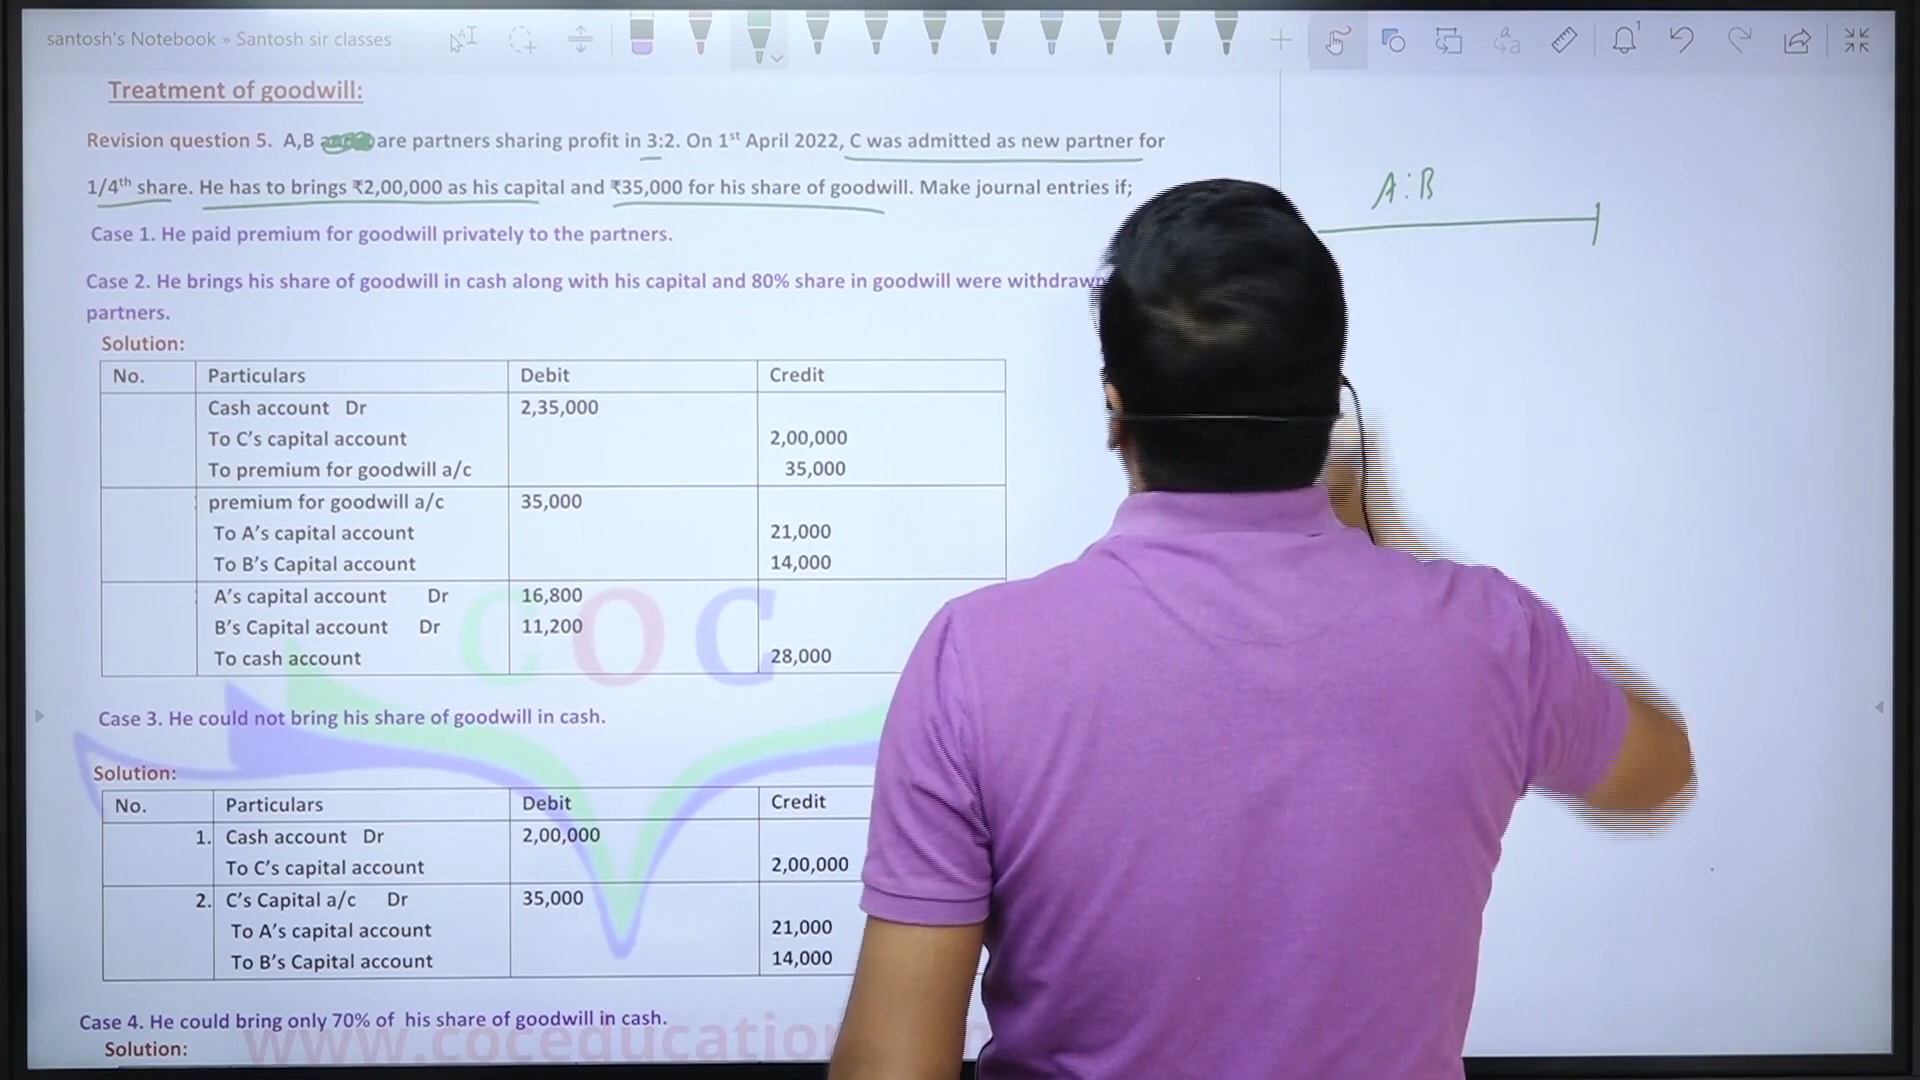 santosh's Notebook » Santosh sir classes
Treatment of goodwill:
Revision question 5. A,B are partners sharing profit in 3:2. On 1st April 2022, C was admitted as new partner for
1/4th share. He has to brings ₹2,00,000 as his capital and ₹35,000 for his share of goodwill. Make journal entries if;
A:B
Case 1. He paid premium for goodwill privately to the partners.
Case 2. He brings his share of goodwill in cash along with his capital and 80% share in goodwill were withdrawn
partners.
Solution:
No. Particulars Debit Credit
Cash account Dr 2,35,000
To C's capital account 2,00,000
To premium for goodwill a/c 35,000
premium for goodwill a/c 35,000
To A's capital account 21,000
To B's Capital account 14,000
A's capital account Dr 16,800
B's Capital account Dr 11,200
To cash account 28,000
COC
Case 3. He could not bring his share of goodwill in cash.
Solution:
No. Particulars Debit Credit
1. Cash account Dr 2,00,000
To C's capital account 2,00,000
2. C's Capital a/c Dr 35,000
To A's capital account 21,000
To B's Capital account 14,000
Case 4. He could bring only 70% of his share of goodwill in cash.
Solution:
www.coceducation